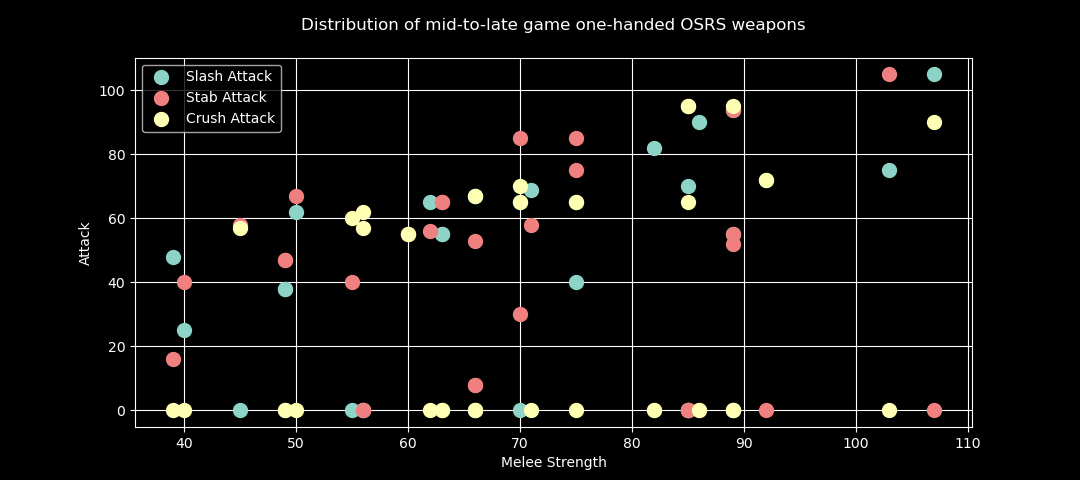 Distribution of mid-to-late game one-handed OSRS weapons
Slash Attack
Stab Attack
Crush Attack
100
80
60
40
20
0
Attack
40 50 60 70 80 90 100 110
Melee Strength